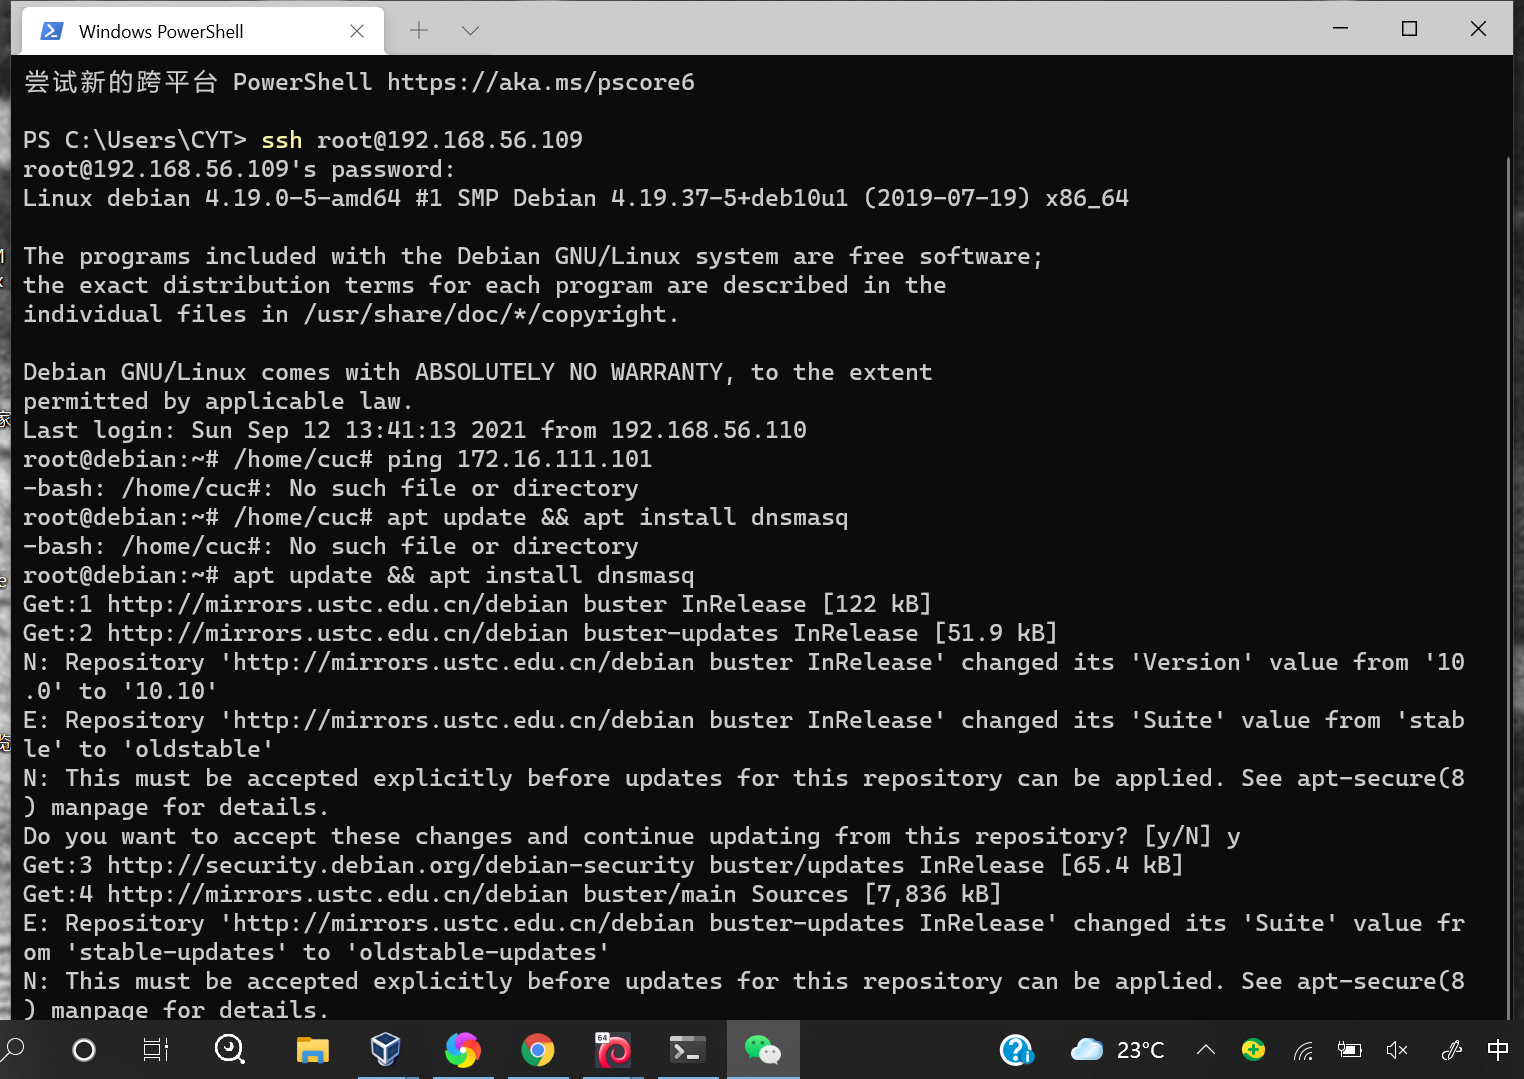 Windows PowerShell
尝试新的跨平台 PowerShell https://aka.ms/pscore6
PS C:\Users\CYT> ssh root@192.168.56.109
root@192.168.56.109's password:
Linux debian 4.19.0-5-amd64 #1 SMP Debian 4.19.37-5+deb10u1 (2019-07-19) x86_64
The programs included with the Debian GNU/Linux system are free software;
the exact distribution terms for each program are described in the
individual files in /usr/share/doc/*/copyright.
Debian GNU/Linux comes with ABSOLUTELY NO WARRANTY, to the extent
permitted by applicable law.
Last login: Sun Sep 12 13:41:13 2021 from 192.168.56.110
root@debian:~# /home/cuc# ping 172.16.111.101
-bash: /home/cuc#: No such file or directory
root@debian:~# /home/cuc# apt update && apt install dnsmasq
-bash: /home/cuc#: No such file or directory
root@debian:~# apt update && apt install dnsmasq
Get:1 http://mirrors.ustc.edu.cn/debian buster InRelease [122 kB]
Get:2 http://mirrors.ustc.edu.cn/debian buster-updates InRelease [51.9 kB]
N: Repository 'http://mirrors.ustc.edu.cn/debian buster InRelease' changed its 'Version' value from '10
.0' to '10.10'
E: Repository 'http://mirrors.ustc.edu.cn/debian buster InRelease' changed its 'Suite' value from 'stab
le' to 'oldstable'
N: This must be accepted explicitly before updates for this repository can be applied. See apt-secure(8
) manpage for details.
Do you want to accept these changes and continue updating from this repository? [y/N] y
Get:3 http://security.debian.org/debian-security buster/updates InRelease [65.4 kB]
Get:4 http://mirrors.ustc.edu.cn/debian buster/main Sources [7,836 kB]
E: Repository 'http://mirrors.ustc.edu.cn/debian buster-updates InRelease' changed its 'Suite' value fr
om 'stable-updates' to 'oldstable-updates'
N: This must be accepted explicitly before updates for this repository can be applied. See apt-secure(8
) manpage for details.
64
23°C
中